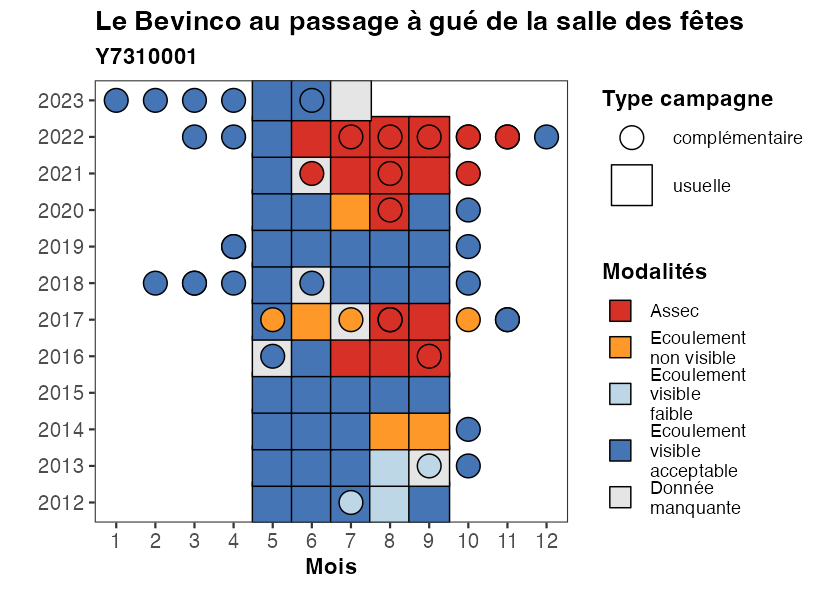 Le Bevinco au passage à gué de la salle des fêtes
Y7310001
2023
2022
2021
2020
2019
2018
2017
2016
2015
2014
2013
2012
1 2 3 4 5 6 7 8 9 10 11 12
Mois
Type campagne
complémentaire
usuelle
Modalités
Assec
Ecoulement
non visible
Ecoulement
visible
faible
Ecoulement
visible
acceptable
Donnée
manquante